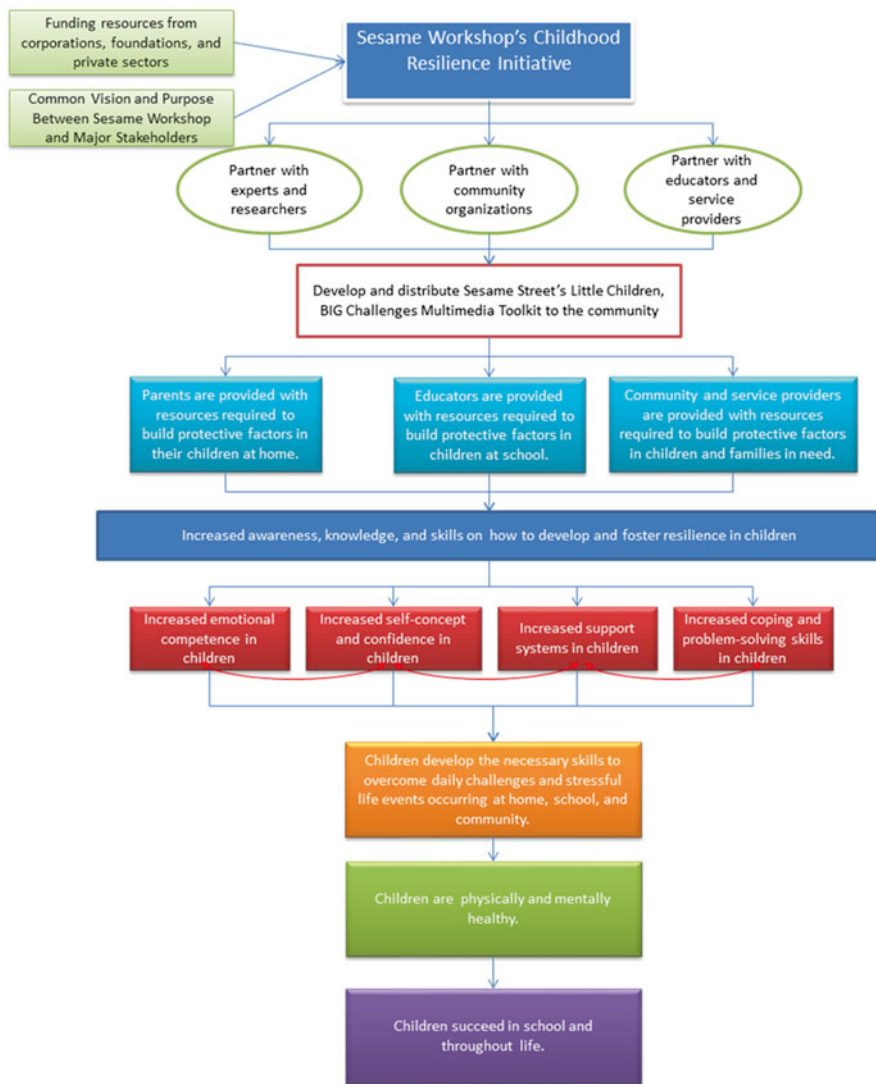 Funding resources from
corporations, foundations, and
private sectors
Sesame Workshop's Childhood
Resilience Initiative
Common Vision and Purpose
Between Sesame Workshop
and Major Stakeholders
Partner with
experts and
researchers
Partner with
community
organizations
Partner with
educators and
service
providers
Develop and distribute Sesame Street's Little Children,
BIG Challenges Multimedia Toolkit to the community
Parents are provided with
resources required to
build protective factors in
their children at home.
Educators are provided
with resources required to
build protective factors in
children at school.
Community and service providers
are provided with resources
required to build protective factors
in children and families in need.
Increased awareness, knowledge, and skills on how to develop and foster resilience in children
Increased emotional
competence in
children
Increased self-concept
and confidence in
children
Increased support
systems in children
Increased coping and
problem-solving skills
in children
Children develop the necessary skills to
overcome daily challenges and stressful
life events occurring at home, school, and
community.
Children are physically and mentally
healthy.
Children succeed in school and
throughout life.